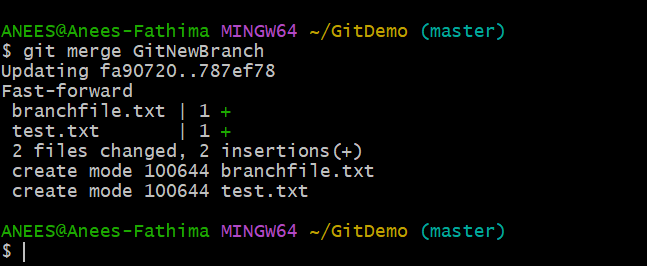 ANEES@Anees-Fathima MINGW64 ~/GitDemo (master)
$ git merge GitNewBranch
Updating fa90720..787ef78
Fast-forward
 branchfile.txt | 1 +
 test.txt       | 1 +
 2 files changed, 2 insertions(+)
 create mode 100644 branchfile.txt
 create mode 100644 test.txt
ANEES@Anees-Fathima MINGW64 ~/GitDemo (master)
$